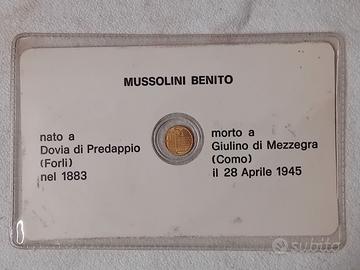 MUSSOLINI BENITO
nato a
Dovia di Predappio
(Forlì)
nel 1883
morto a
Giulino di Mezzegra
(Como)
il 28 Aprile 1945
subito